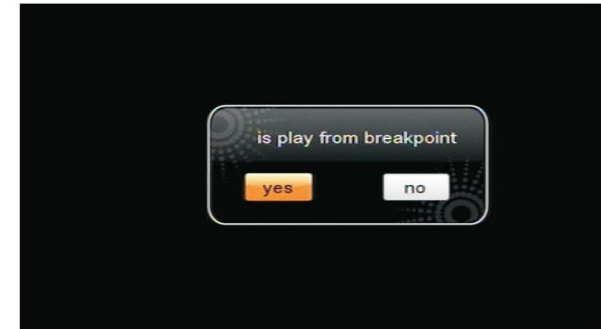 is play from breakpoint
yes
no